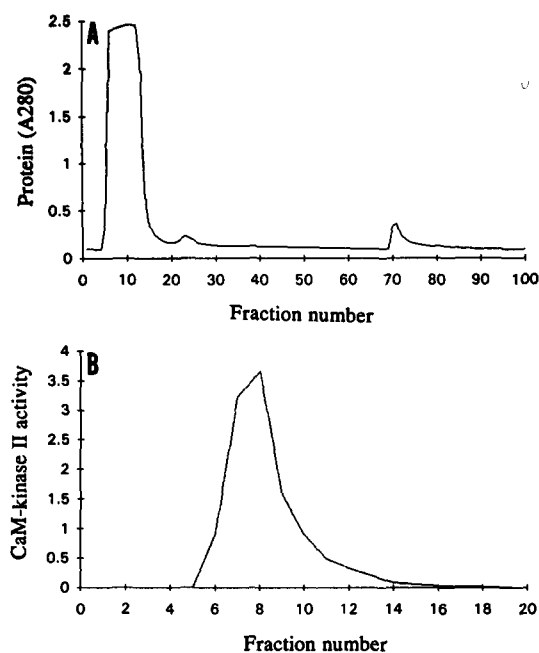 A
2.5
2
1.5
1
0.5
0
Protein (A280)
0 10 20 30 40 50 60 70 80 90 100
Fraction number
B
4
3.5
3
2.5
2
1.5
1
0.5
0
CaM-kinase II activity
0 2 4 6 8 10 12 14 16 18 20
Fraction number